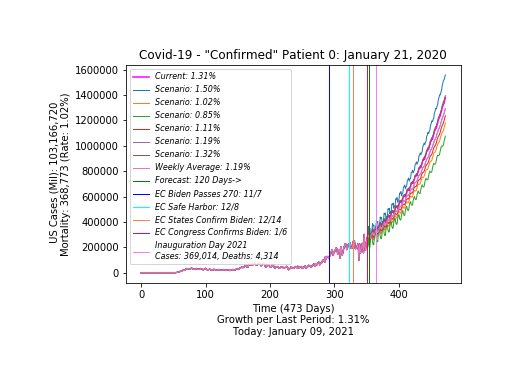 Covid-19 - "Confirmed" Patient 0: January 21, 2020
US Cases (Mil): 103,166,720
Mortality: 368,773 (Rate: 1.02%)
1600000
1400000
1200000
1000000
800000
600000
400000
200000
0
Current: 1.31%
Scenario: 1.50%
Scenario: 1.02%
Scenario: 0.85%
Scenario: 1.11%
Scenario: 1.19%
Scenario: 1.32%
Weekly Average: 1.19%
Forecast: 120 Days->
EC Biden Passes 270: 11/7
EC Safe Harbor: 12/8
EC States Confirm Biden: 12/14
EC Congress Confirms Biden: 1/6
Inauguration Day 2021
Cases: 369,014, Deaths: 4,314
0 100 200 300 400
Time (473 Days)
Growth per Last Period: 1.31%
Today: January 09, 2021